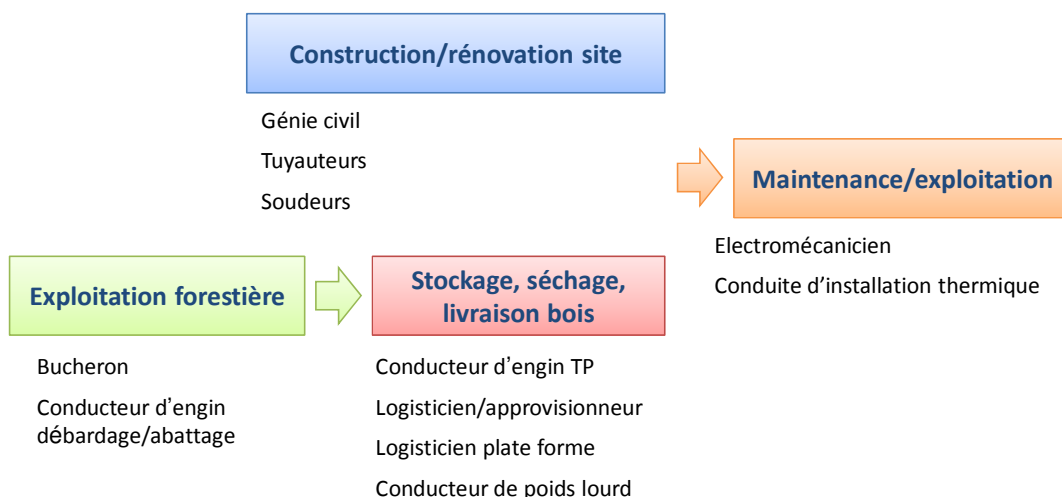 Construction/rénovation site
Génie civil
Tuyauteurs
Soudeurs
Maintenance/exploitation
Electromécanicien
Conduite d'installation thermique
Exploitation forestière
Bucheron
Conducteur d'engin
débardage/abattage
Stockage, séchage,
livraison bois
Conducteur d'engin TP
Logisticien/approvisionneur
Logisticien plate forme
Conducteur de poids lourd